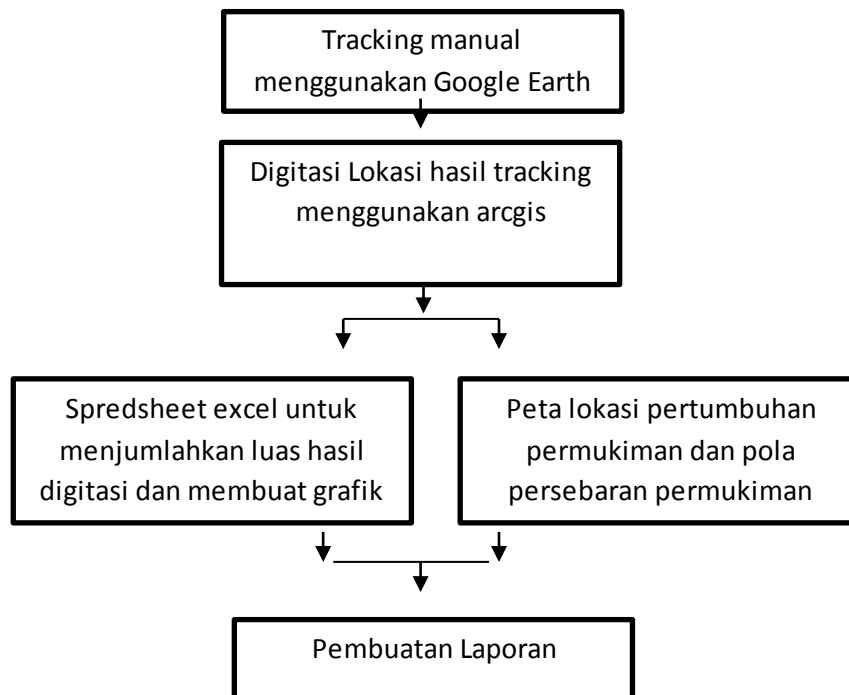 Tracking manual
menggunakan Google Earth
Digitasi Lokasi hasil tracking
menggunakan arcgis
Spredsheet excel untuk
menjumlahkan luas hasil
digitasi dan membuat grafik
Peta lokasi pertumbuhan
permukiman dan pola
persebaran permukiman
Pembuatan Laporan